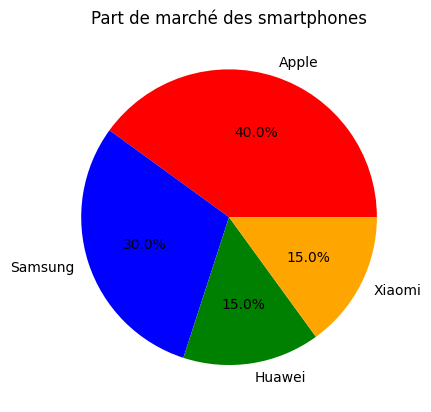 Part de marché des smartphones
Apple
40.0%
Samsung
30.0%
15.0%
Xiaomi
15.0%
Huawei